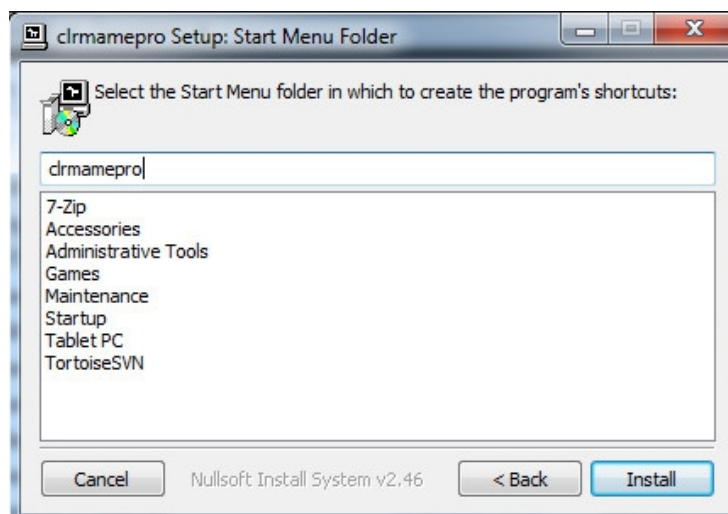 clrmamepro Setup: Start Menu Folder
Select the Start Menu folder in which to create the program's shortcuts:
clrmamepro
7-Zip
Accessories
Administrative Tools
Games
Maintenance
Startup
Tablet PC
TortoiseSVN
Cancel Nullsoft Install System v2.46 < Back Install